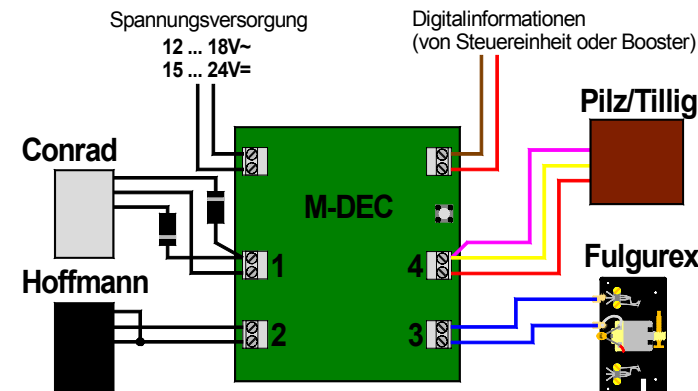 Spannungsversorgung
12 ... 18V~
15 ... 24V=
Digitalinformationen
(von Steuereinheit oder Booster)
Pilz/Tillig
Conrad
M-DEC
Hoffmann
1
4
Fulgurex
2
3